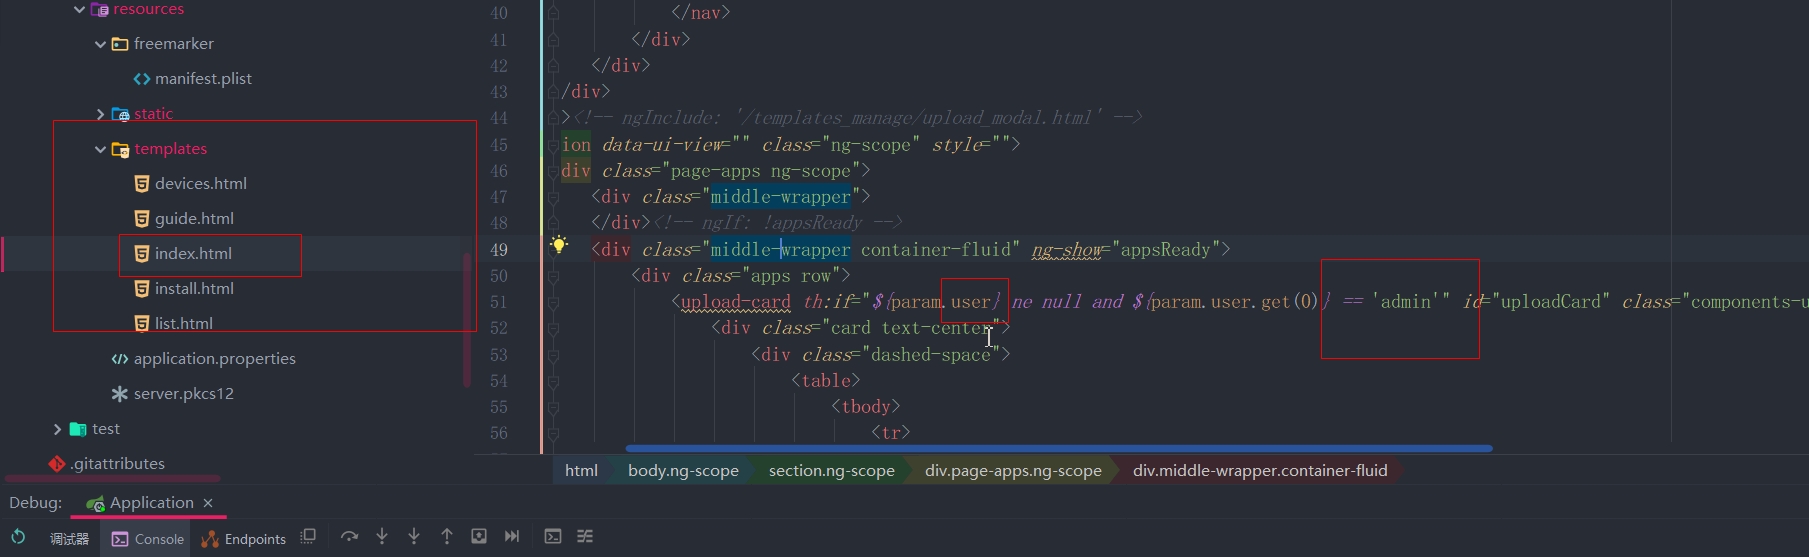 resources
freemarker
manifest.plist
static
templates
devices.html
guide.html
index.html
install.html
list.html
application.properties
server.pkcs12
test
.gitattributes
40 </nav>
41 </div>
42 </div>
43 /div>
44 ><!-- ngInclude: '/templates_manage/upload_modal.html' -->
45 ion data-ui-view="" class="ng-scope" style="">
46 div class="page-apps ng-scope">
47 <div class="middle-wrapper">
48 </div><!-- ngIf: !appsReady -->
49 <div class="middle-wrapper container-fluid" ng-show="appsReady">
50 <div class="apps row">
51 <upload-card th:if="${param.user} ne null and ${param.user.get(0)} == 'admin'" id="uploadCard" class="components-u
52 <div class="card text-center">
53 <div class="dashed-space">
54 <table>
55 <tbody>
56 <tr>
html body.ng-scope section.ng-scope div.page-apps.ng-scope div.middle-wrapper.container-fluid
Debug: Application ×
调试器 Console Endpoints